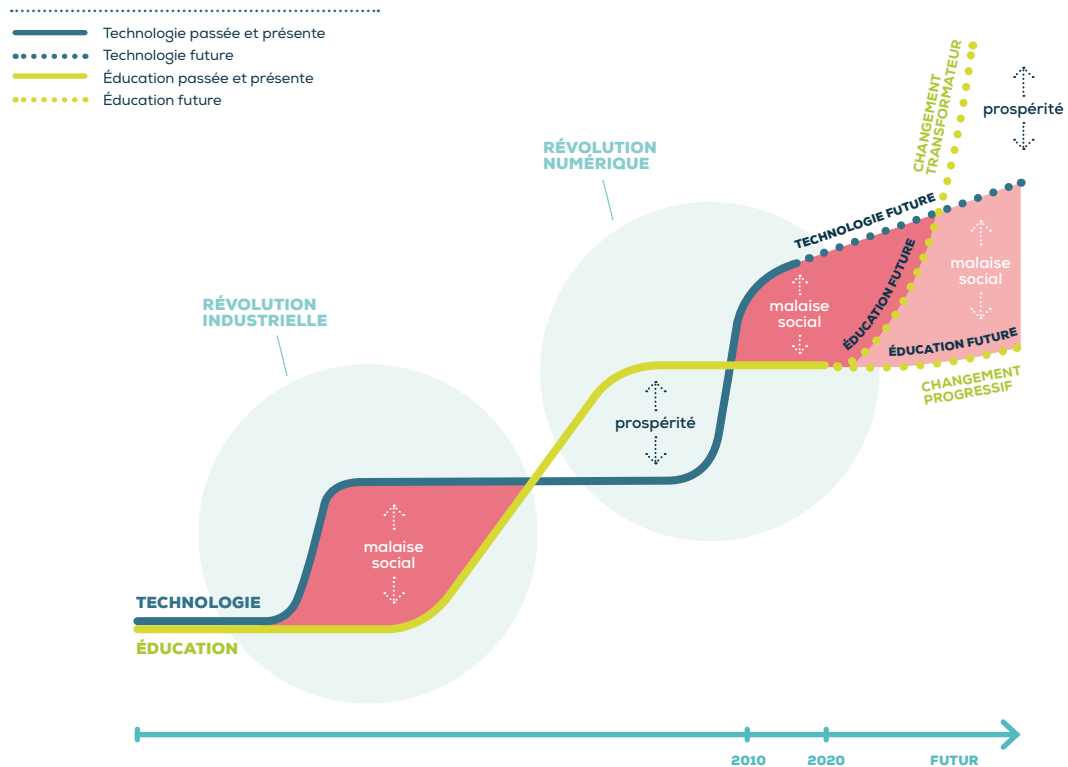 Technologie passée et présente
Technologie future
Éducation passée et présente
Éducation future
CHANGEMENT
TRANSFORMATEUR
prospérité
RÉVOLUTION
NUMÉRIQUE
TECHNOLOGIE FUTURE
malaise
social
ÉDUCATION FUTURE
malaise
social
ÉDUCATION FUTURE
CHANGEMENT
PROGRESSIF
RÉVOLUTION
INDUSTRIELLE
prospérité
malaise
social
TECHNOLOGIE
ÉDUCATION
2010
2020
FUTUR